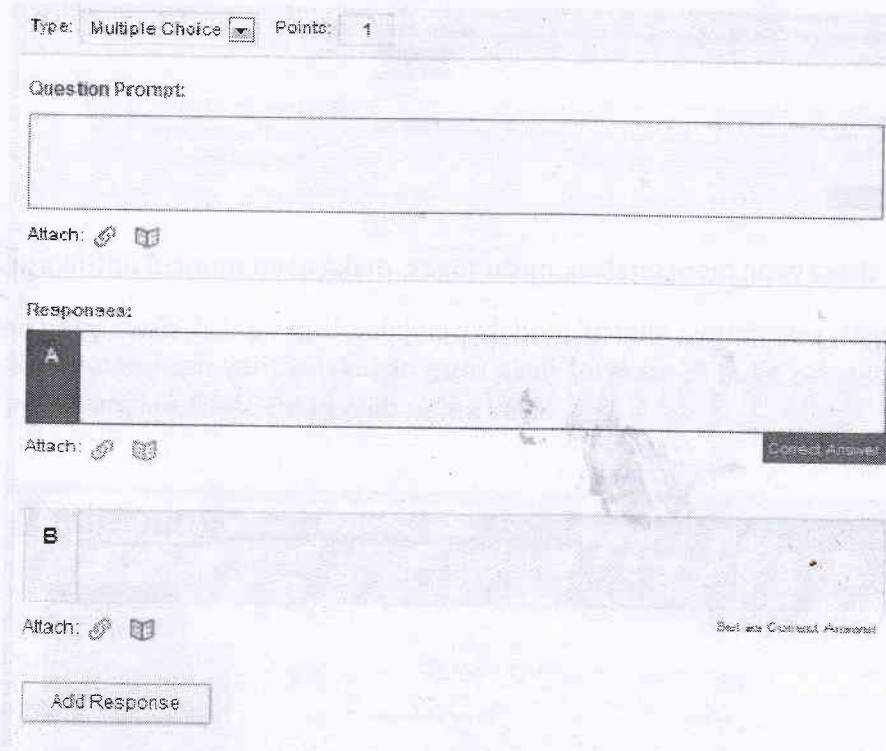 Type: Multiple Choice Points: 1
Question Prompt:
Attach:
Responses:
A
Attach:
Correct Answer
B
Attach:
Set as Correct Answer
Add Response